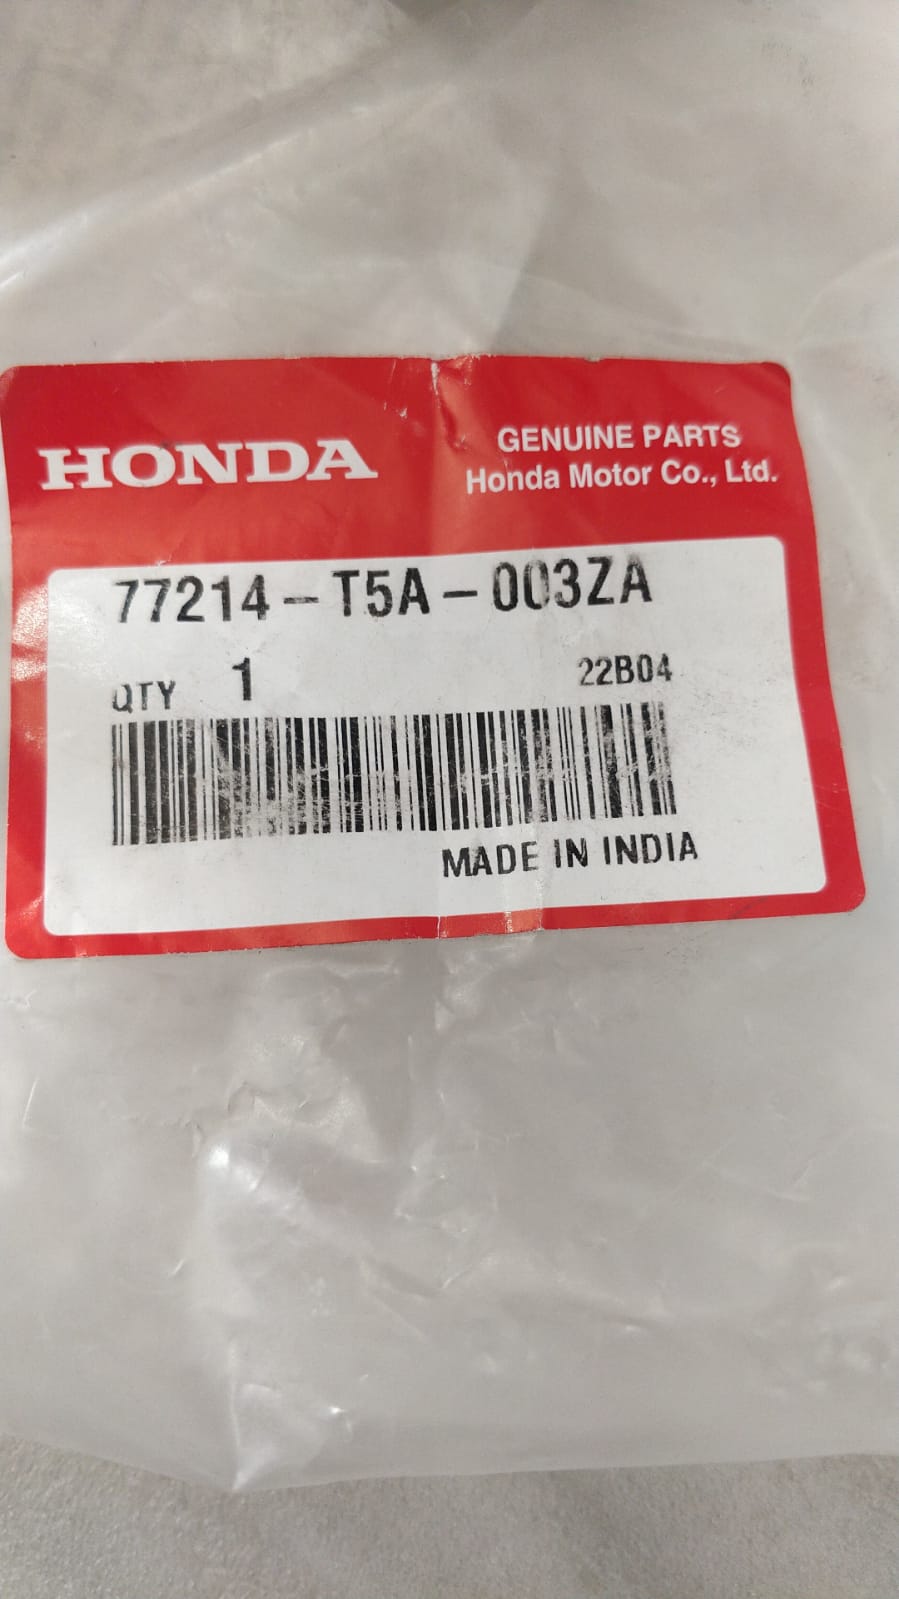 HONDA
GENUINE PARTS
Honda Motor Co., Ltd.
77214-T5A-003ZA
QTY 1 22B04
MADE IN INDIA